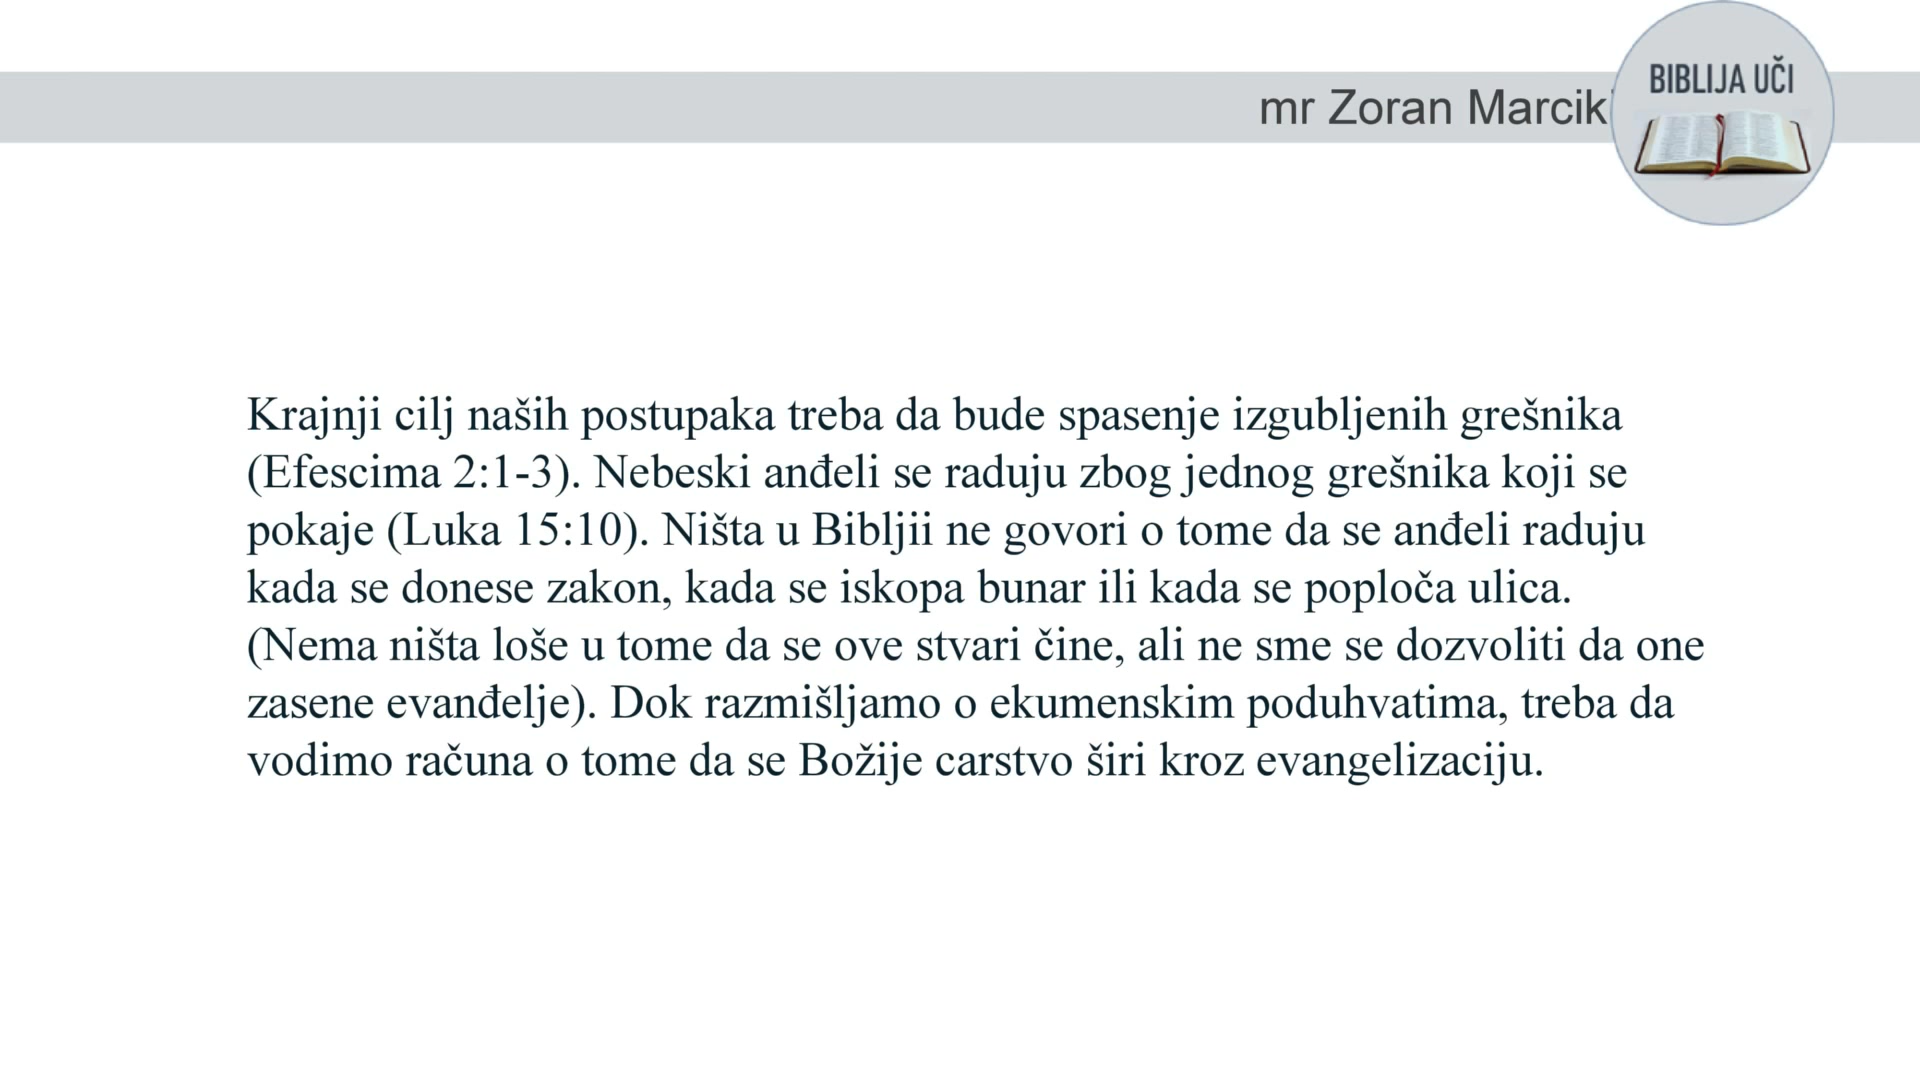 BIBLIJA UČI
mr Zoran Marcik
Krajnji cilj naših postupaka treba da bude spasenje izgubljenih grešnika
(Efescima 2:1-3). Nebeski anđeli se raduju zbog jednog grešnika koji se
pokaje (Luka 15:10). Ništa u Bibljii ne govori o tome da se anđeli raduju
kada se donese zakon, kada se iskopa bunar ili kada se poploča ulica.
(Nema ništa loše u tome da se ove stvari čine, ali ne sme se dozvoliti da one
zasene evanđelje). Dok razmišljamo o ekumenskim poduhvatima, treba da
vodimo računa o tome da se Božije carstvo širi kroz evangelizaciju.